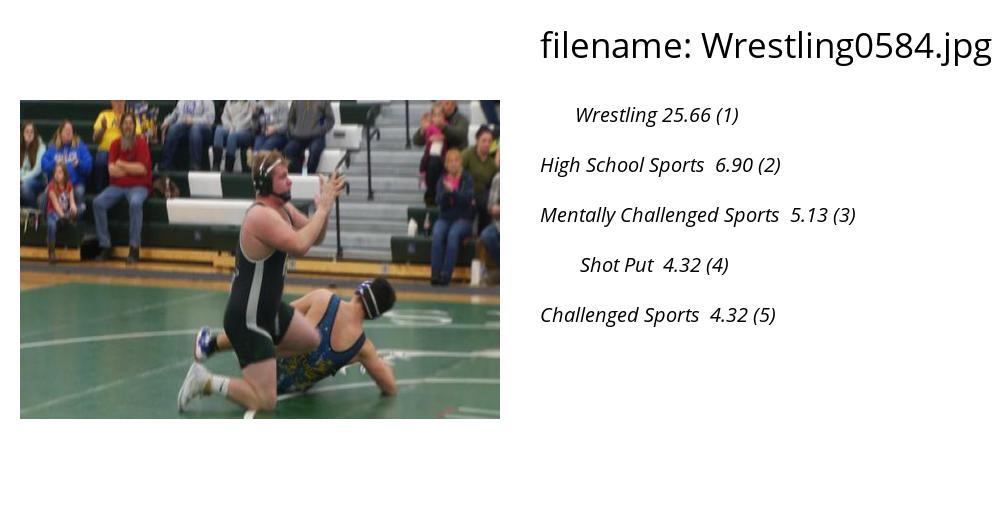 filename: Wrestling0584.jpg
Wrestling 25.66 (1)
High School Sports 6.90 (2)
Mentally Challenged Sports 5.13 (3)
Shot Put 4.32 (4)
Challenged Sports 4.32 (5)